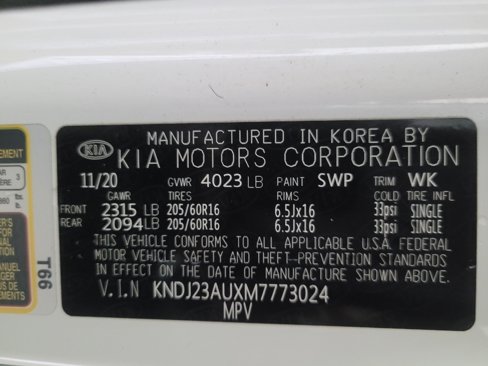 KIA
MANUFACTURED IN KOREA BY
KIA MOTORS CORPORATION
11/20 GVWR 4023 LB PAINT SWP TRIM WK
GAWR TIRES RIMS COLD TIRE INFL
FRONT 2315 LB 205/60R16 6.5Jx16 33psi SINGLE
REAR 2094 LB 205/60R16 6.5Jx16 33psi SINGLE
THIS VEHICLE CONFORMS TO ALL APPLICABLE U.S.A. FEDERAL
MOTOR VEHICLE SAFETY AND THEFT-PREVENTION STANDARDS
IN EFFECT ON THE DATE OF MANUFACTURE SHOWN ABOVE.
V.I.N KNDJ23AUXM7773024
MPV
T66
3
lbs.